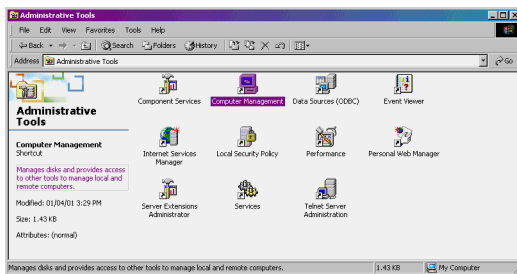 Administrative Tools
File Edit View Favorites Tools Help
Back Search Folders History
Address Administrative Tools Go
Administrative
Tools
Computer Management
Shortcut
Manages disks and provides access
to other tools to manage local and
remote computers.
Modified: 01/04/01 3:29 PM
Size: 1.43 KB
Attributes: (normal)
Component Services Computer Management Data Sources (ODBC) Event Viewer
Internet Services
Manager
Local Security Policy Performance Personal Web Manager
Server Extensions
Administrator
Services
Telnet Server
Administration
Manages disks and provides access to other tools to manage local and remote computers. 1.43 KB My Computer